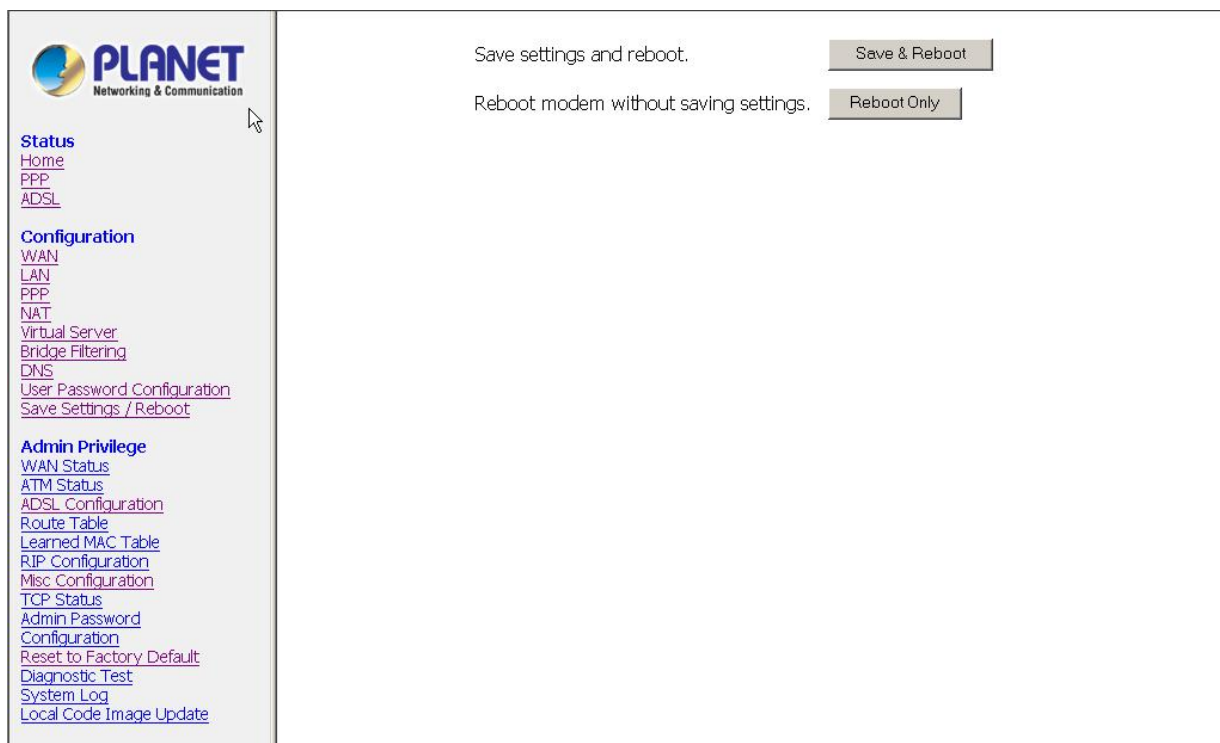 PLANET
Networking & Communication
Status
Home
PPP
ADSL
Configuration
WAN
LAN
PPP
NAT
Virtual Server
Bridge Filtering
DNS
User Password Configuration
Save Settings / Reboot
Admin Privilege
WAN Status
ATM Status
ADSL Configuration
Route Table
Learned MAC Table
RIP Configuration
Misc Configuration
TCP Status
Admin Password
Configuration
Reset to Factory Default
Diagnostic Test
System Log
Local Code Image Update
Save settings and reboot. Save & Reboot
Reboot modem without saving settings. Reboot Only